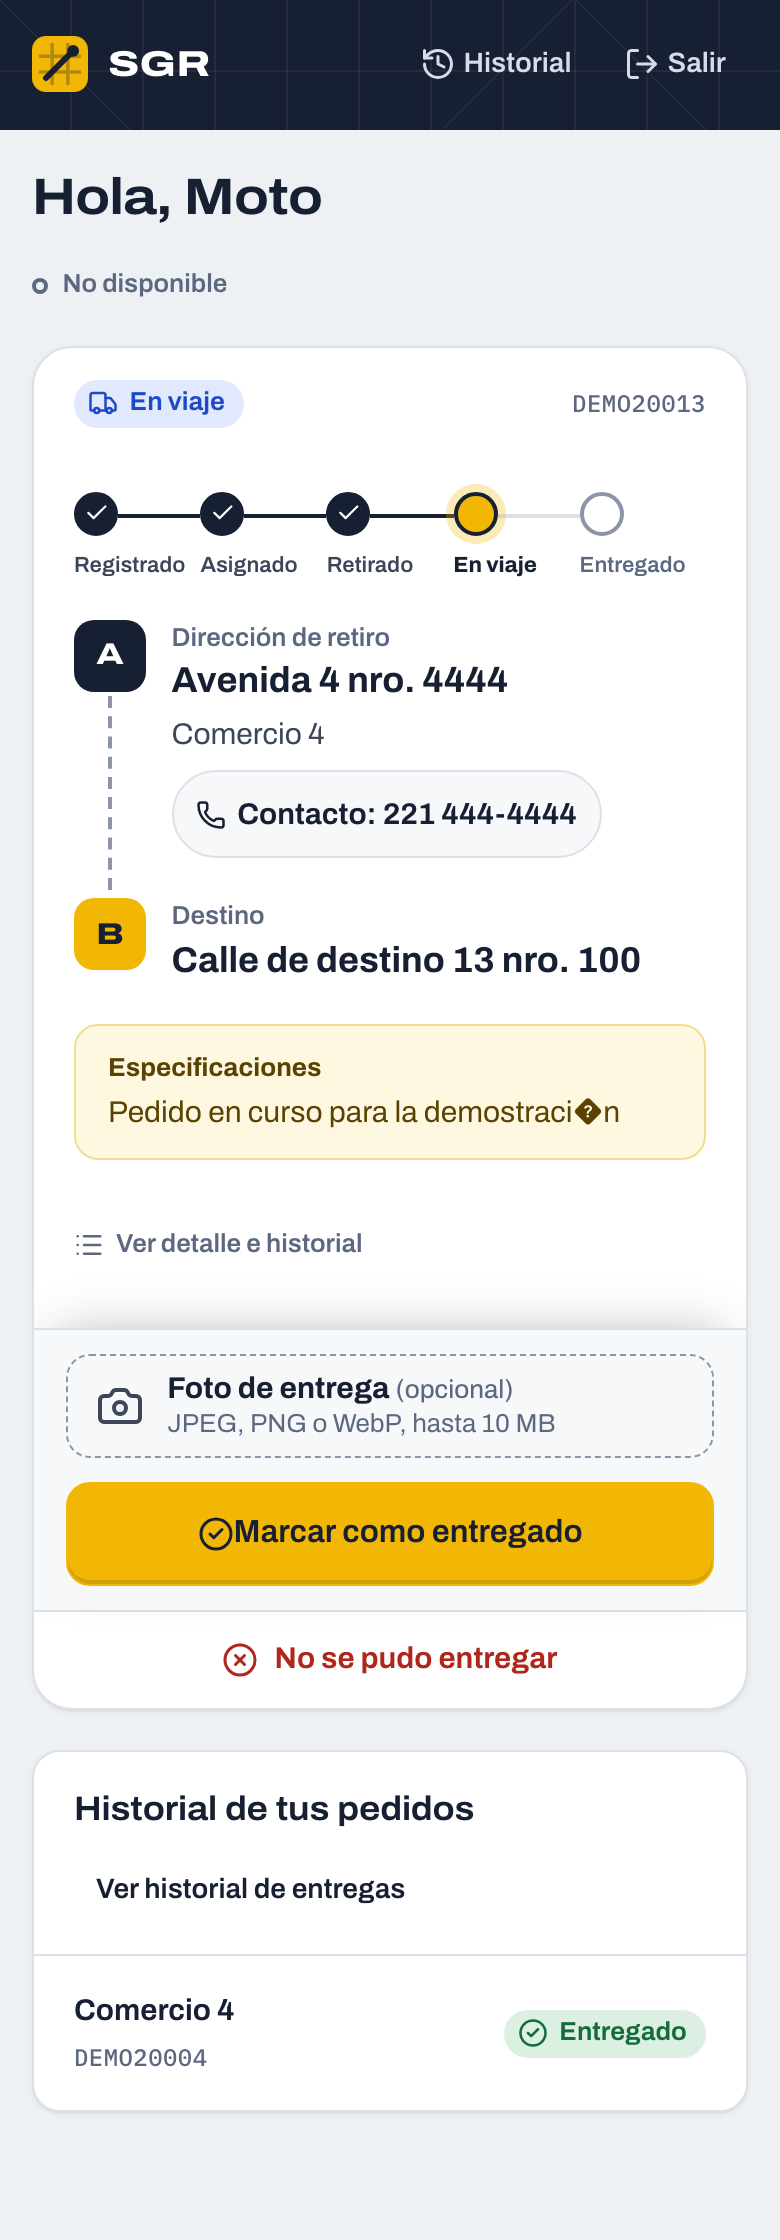 SGR
Historial
Salir
Hola, Moto
No disponible
En viaje
DEMO20013
Registrado
Asignado
Retirado
En viaje
Entregado
A
Dirección de retiro
Avenida 4 nro. 4444
Comercio 4
Contacto: 221 444-4444
B
Destino
Calle de destino 13 nro. 100
Especificaciones
Pedido en curso para la demostraci�n
Ver detalle e historial
Foto de entrega (opcional)
JPEG, PNG o WebP, hasta 10 MB
Marcar como entregado
No se pudo entregar
Historial de tus pedidos
Ver historial de entregas
Comercio 4
Entregado
DEMO20004